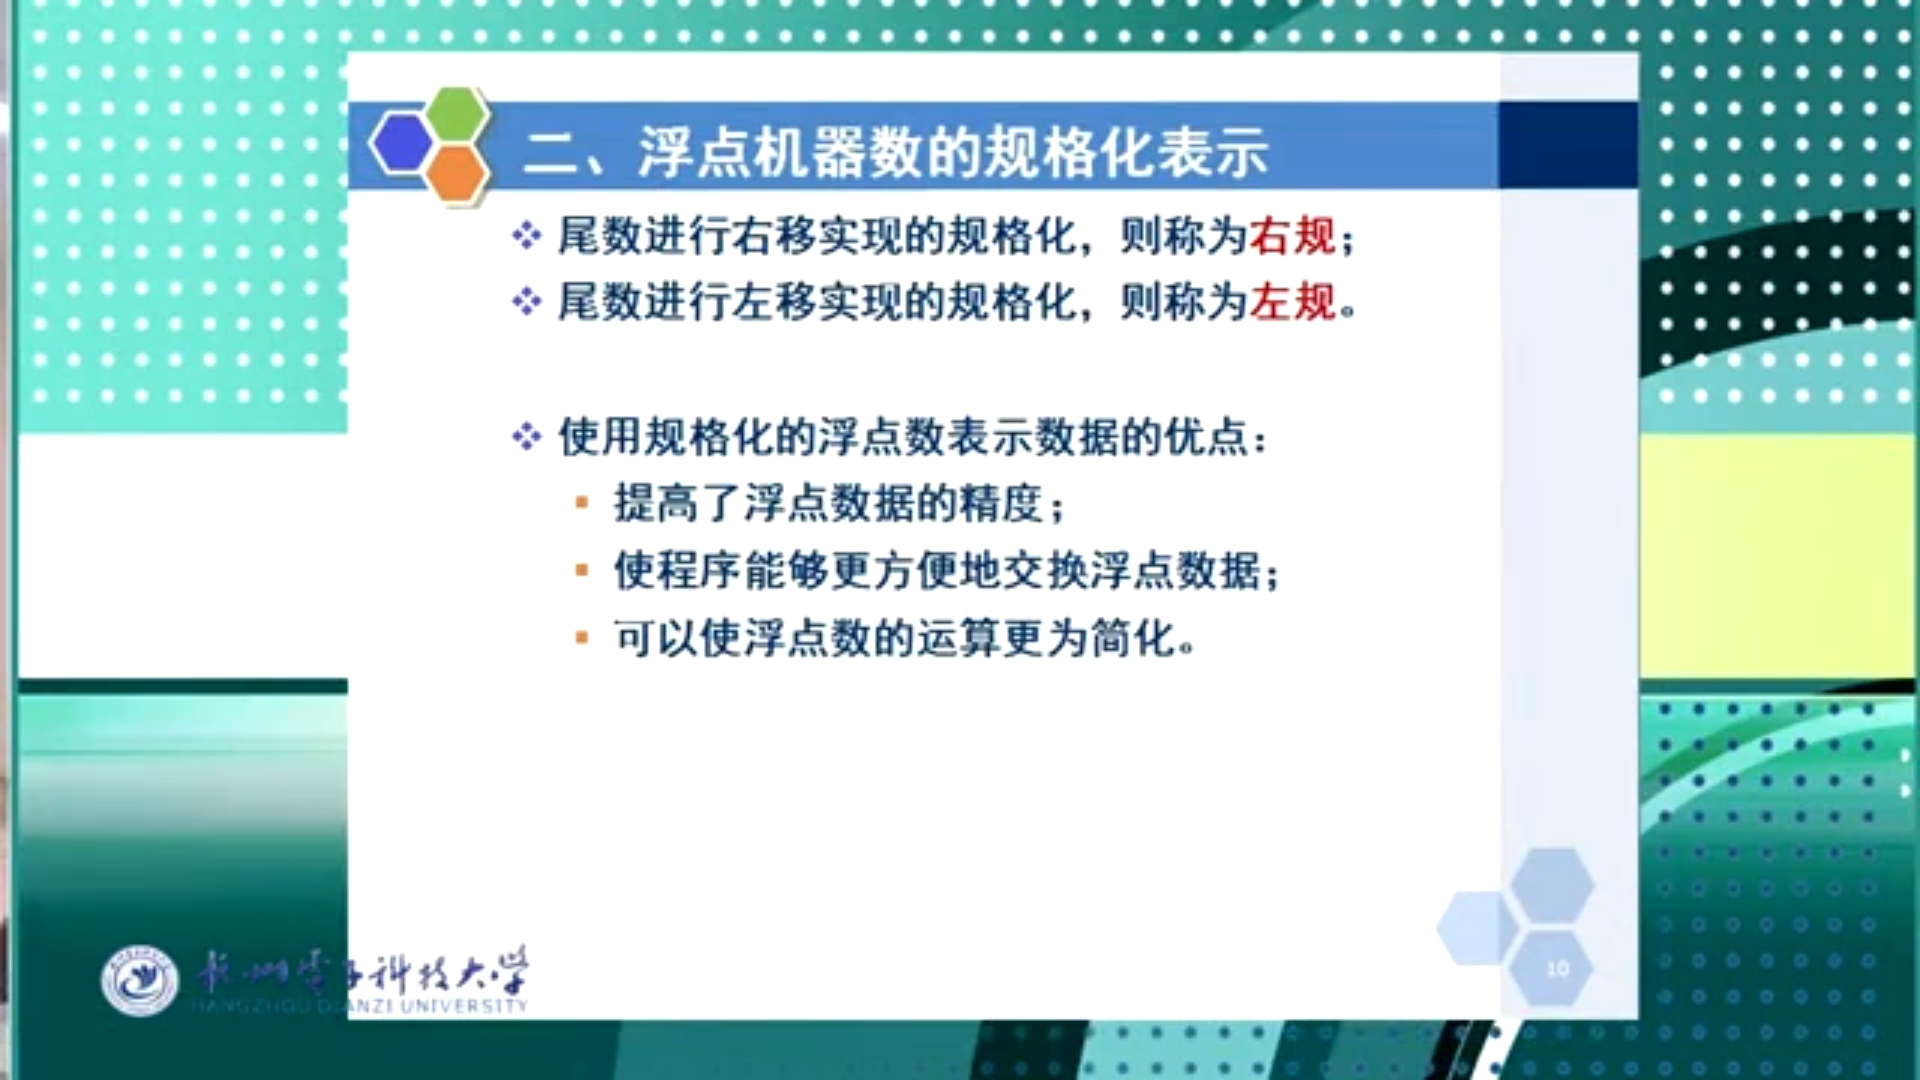 二、浮点机器数的规格化表示
尾数进行右移实现的规格化，则称为右规；
尾数进行左移实现的规格化，则称为左规。
使用规格化的浮点数表示数据的优点：
提高了浮点数据的精度；
使程序能够更方便地交换浮点数据；
可以使浮点数的运算更为简化。
10
杭州电子科技大学
HANGZHOU DIANZI UNIVERSITY